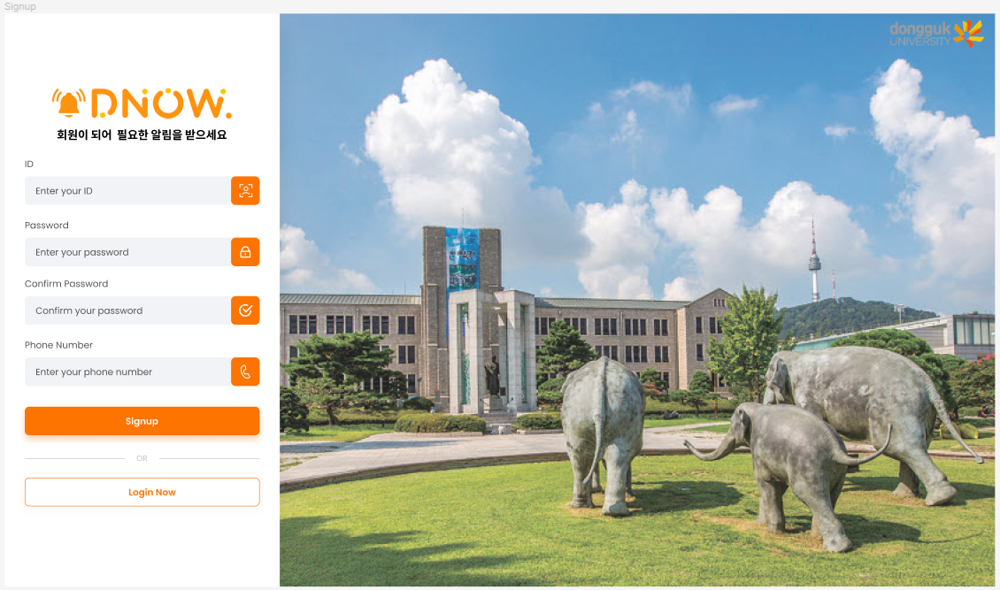 Signup
DNOW.
회원이 되어 필요한 알림을 받으세요
ID
Enter your ID
Password
Enter your password
Confirm Password
Confirm your password
Phone Number
Enter your phone number
Signup
OR
Login Now
dongguk
UNIVERSITY